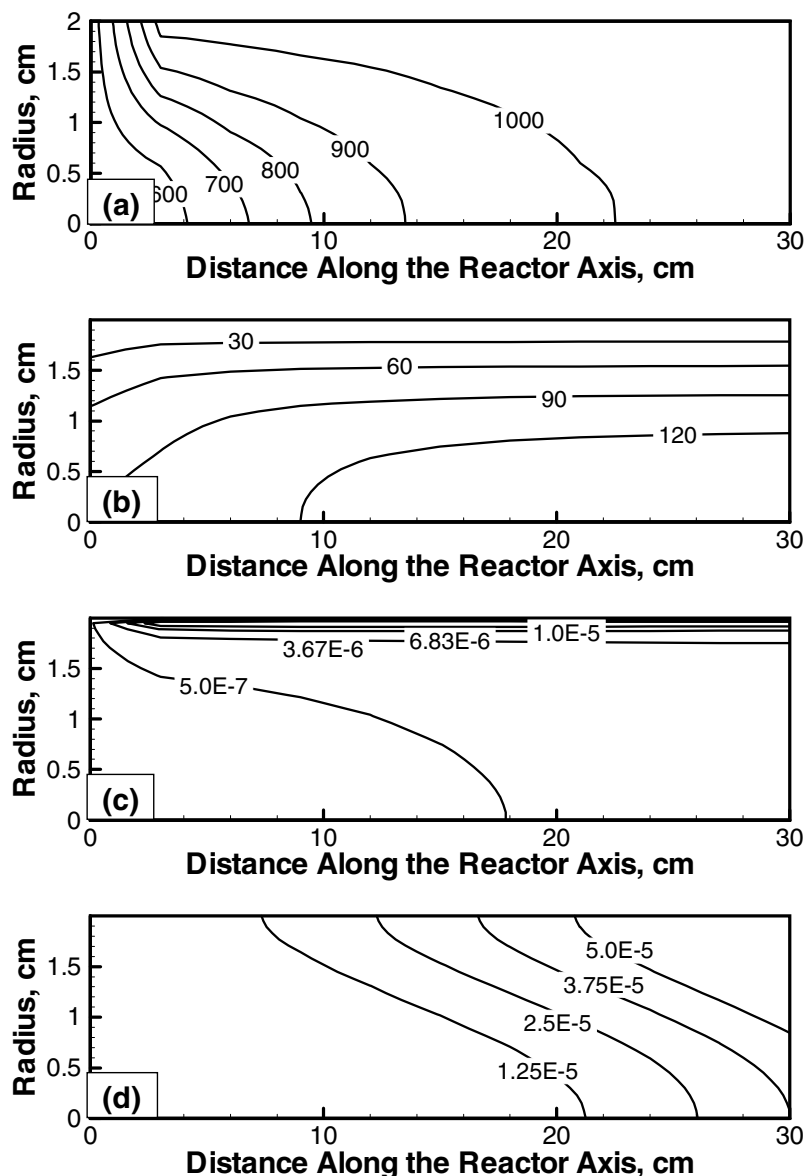 2
1.5
1
0.5
0
Radius, cm
1000
900
800
700
600
(a)
0 10 20 30
Distance Along the Reactor Axis, cm
1.5
1
0.5
0
Radius, cm
30
60
90
120
(b)
0 10 20 30
Distance Along the Reactor Axis, cm
1.5
1
0.5
0
Radius, cm
3.67E-6 6.83E-6 1.0E-5
5.0E-7
(c)
0 10 20 30
Distance Along the Reactor Axis, cm
1.5
1
0.5
0
Radius, cm
5.0E-5
3.75E-5
2.5E-5
1.25E-5
(d)
0 10 20 30
Distance Along the Reactor Axis, cm